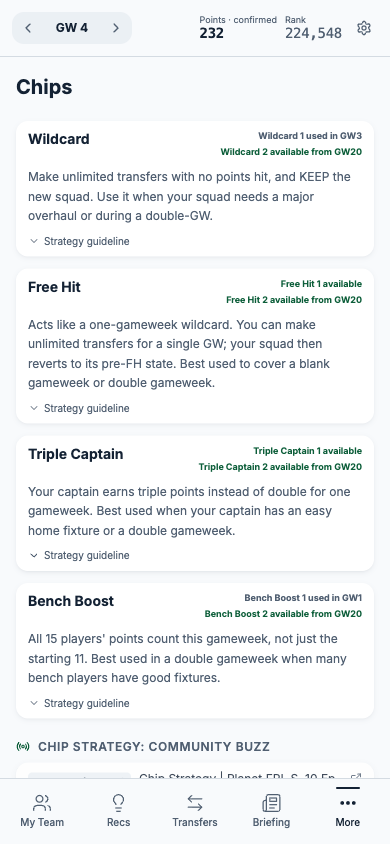 GW 4
Points · confirmed
232
Rank
224,548
Chips
Wildcard
Wildcard 1 used in GW3
Wildcard 2 available from GW20
Make unlimited transfers with no points hit, and KEEP the
new squad. Use it when your squad needs a major
overhaul or during a double-GW.
Strategy guideline
Free Hit
Free Hit 1 available
Free Hit 2 available from GW20
Acts like a one-gameweek wildcard. You can make
unlimited transfers for a single GW; your squad then
reverts to its pre-FH state. Best used to cover a blank
gameweek or double gameweek.
Strategy guideline
Triple Captain
Triple Captain 1 available
Triple Captain 2 available from GW20
Your captain earns triple points instead of double for one
gameweek. Best used when your captain has an easy
home fixture or a double gameweek.
Strategy guideline
Bench Boost
Bench Boost 1 used in GW1
Bench Boost 2 available from GW20
All 15 players' points count this gameweek, not just the
starting 11. Best used in a double gameweek when many
bench players have good fixtures.
Strategy guideline
CHIP STRATEGY: COMMUNITY BUZZ
Chip Strategy | Planet FPL S. 10 Ep
My Team
Recs
Transfers
Briefing
More